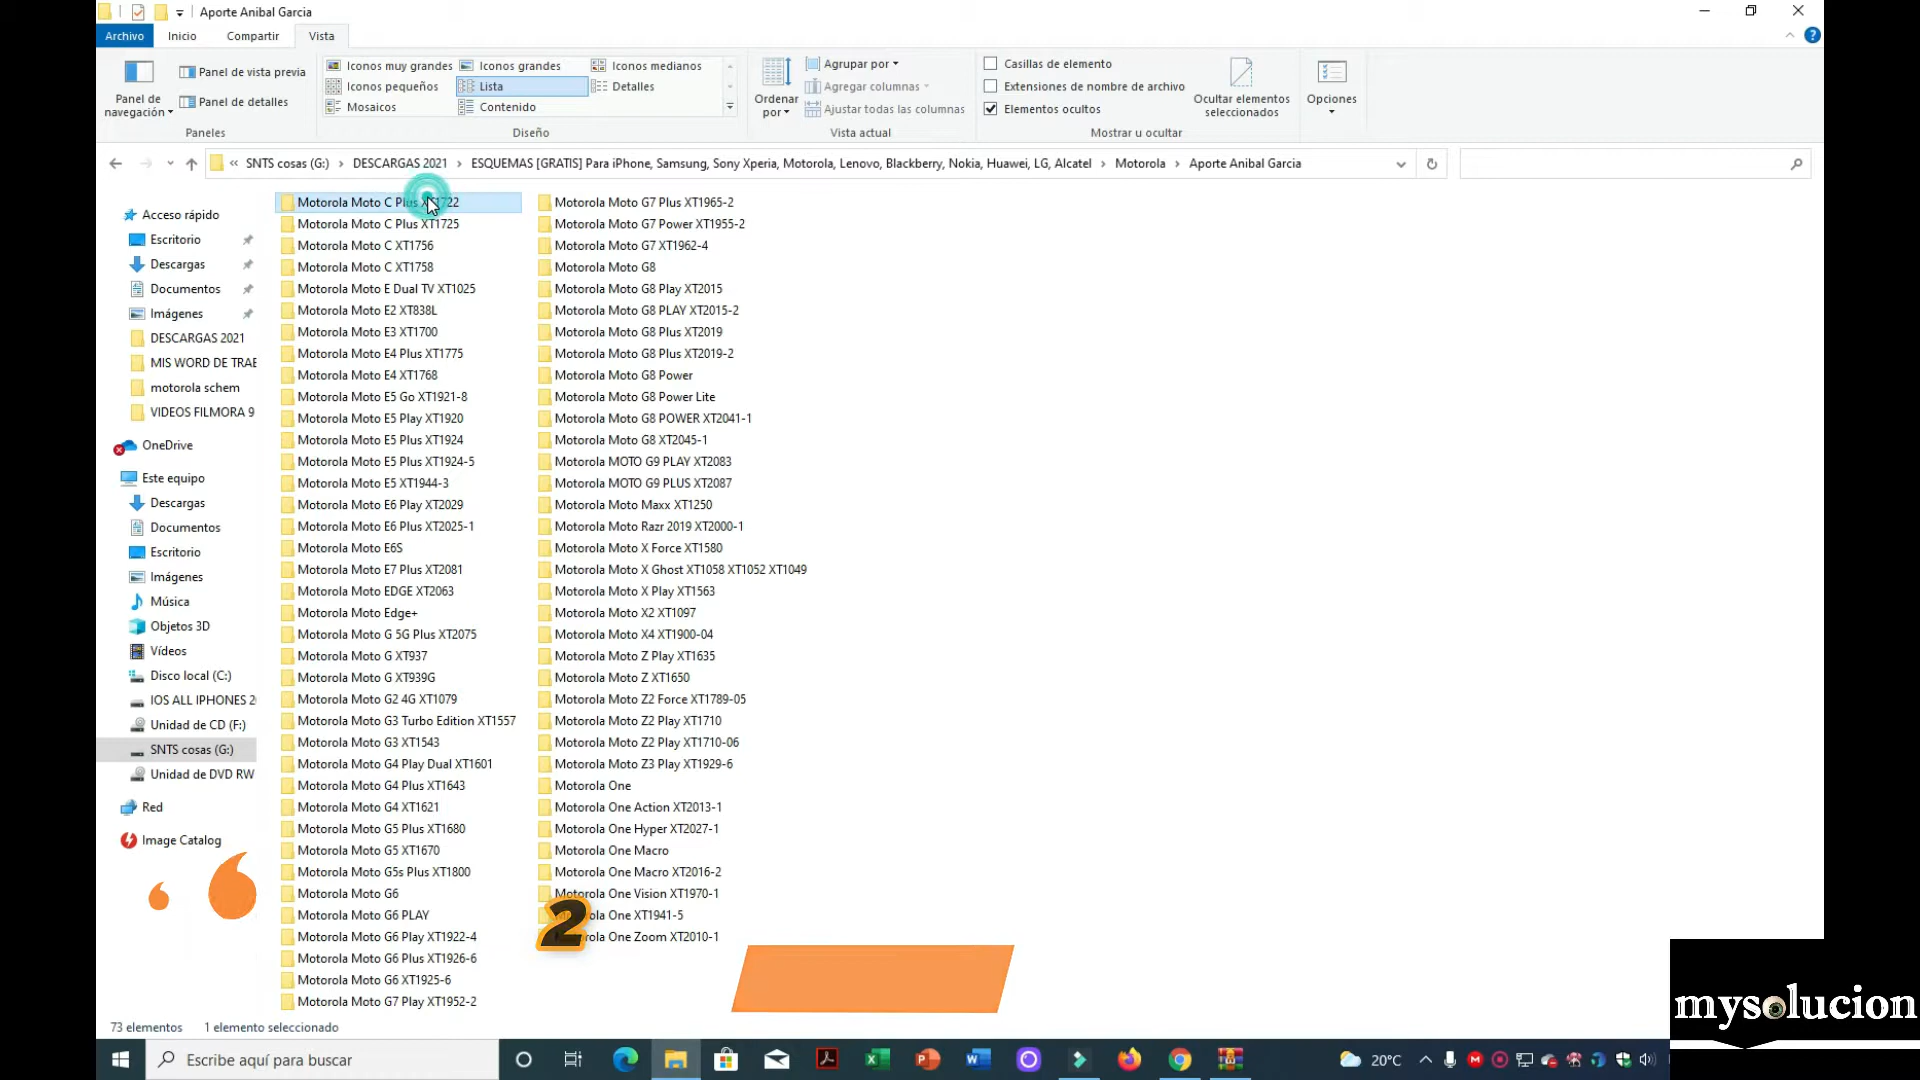 Aporte Anibal Garcia
Archivo Inicio Compartir Vista
Panel de navegación
Panel de vista previa
Panel de detalles
Paneles
Iconos muy grandes Iconos grandes Iconos medianos
Iconos pequeños Lista Detalles
Mosaicos Contenido
Diseño
Ordenar por
Agrupar por
Agregar columnas
Ajustar todas las columnas
Vista actual
Casillas de elemento
Extensiones de nombre de archivo
Elementos ocultos
Ocultar elementos seleccionados
Mostrar u ocultar
Opciones
« SNTS cosas (G:) › DESCARGAS 2021 › ESQUEMAS [GRATIS] Para iPhone, Samsung, Sony Xperia, Motorola, Lenovo, Blackberry, Nokia, Huawei, LG, Alcatel › Motorola › Aporte Anibal Garcia
Acceso rápido
Escritorio
Descargas
Documentos
Imágenes
DESCARGAS 2021
MIS WORD DE TRAE
motorola schem
VIDEOS FILMORA 9
OneDrive
Este equipo
Descargas
Documentos
Escritorio
Imágenes
Música
Objetos 3D
Vídeos
Disco local (C:)
IOS ALL IPHONES 2
Unidad de CD (F:)
SNTS cosas (G:)
Unidad de DVD RW
Red
Image Catalog
Motorola Moto C Plus XT1722
Motorola Moto C Plus XT1725
Motorola Moto C XT1756
Motorola Moto C XT1758
Motorola Moto E Dual TV XT1025
Motorola Moto E2 XT838L
Motorola Moto E3 XT1700
Motorola Moto E4 Plus XT1775
Motorola Moto E4 XT1768
Motorola Moto E5 Go XT1921-8
Motorola Moto E5 Play XT1920
Motorola Moto E5 Plus XT1924
Motorola Moto E5 Plus XT1924-5
Motorola Moto E5 XT1944-3
Motorola Moto E6 Play XT2029
Motorola Moto E6 Plus XT2025-1
Motorola Moto E6S
Motorola Moto E7 Plus XT2081
Motorola Moto EDGE XT2063
Motorola Moto Edge+
Motorola Moto G 5G Plus XT2075
Motorola Moto G XT937
Motorola Moto G XT939G
Motorola Moto G2 4G XT1079
Motorola Moto G3 Turbo Edition XT1557
Motorola Moto G3 XT1543
Motorola Moto G4 Play Dual XT1601
Motorola Moto G4 Plus XT1643
Motorola Moto G4 XT1621
Motorola Moto G5 Plus XT1680
Motorola Moto G5 XT1670
Motorola Moto G5s Plus XT1800
Motorola Moto G6
Motorola Moto G6 PLAY
Motorola Moto G6 Play XT1922-4
Motorola Moto G6 Plus XT1926-6
Motorola Moto G6 XT1925-6
Motorola Moto G7 Play XT1952-2
Motorola Moto G7 Plus XT1965-2
Motorola Moto G7 Power XT1955-2
Motorola Moto G7 XT1962-4
Motorola Moto G8
Motorola Moto G8 Play XT2015
Motorola Moto G8 PLAY XT2015-2
Motorola Moto G8 Plus XT2019
Motorola Moto G8 Plus XT2019-2
Motorola Moto G8 Power
Motorola Moto G8 Power Lite
Motorola Moto G8 POWER XT2041-1
Motorola Moto G8 XT2045-1
Motorola MOTO G9 PLAY XT2083
Motorola MOTO G9 PLUS XT2087
Motorola Moto Maxx XT1250
Motorola Moto Razr 2019 XT2000-1
Motorola Moto X Force XT1580
Motorola Moto X Ghost XT1058 XT1052 XT1049
Motorola Moto X Play XT1563
Motorola Moto X2 XT1097
Motorola Moto X4 XT1900-04
Motorola Moto Z Play XT1635
Motorola Moto Z XT1650
Motorola Moto Z2 Force XT1789-05
Motorola Moto Z2 Play XT1710
Motorola Moto Z2 Play XT1710-06
Motorola Moto Z3 Play XT1929-6
Motorola One
Motorola One Action XT2013-1
Motorola One Hyper XT2027-1
Motorola One Macro
Motorola One Macro XT2016-2
Motorola One Vision XT1970-1
Motorola One XT1941-5
Motorola One Zoom XT2010-1
2
73 elementos 1 elemento seleccionado
mysolucion
Escribe aquí para buscar
20°C